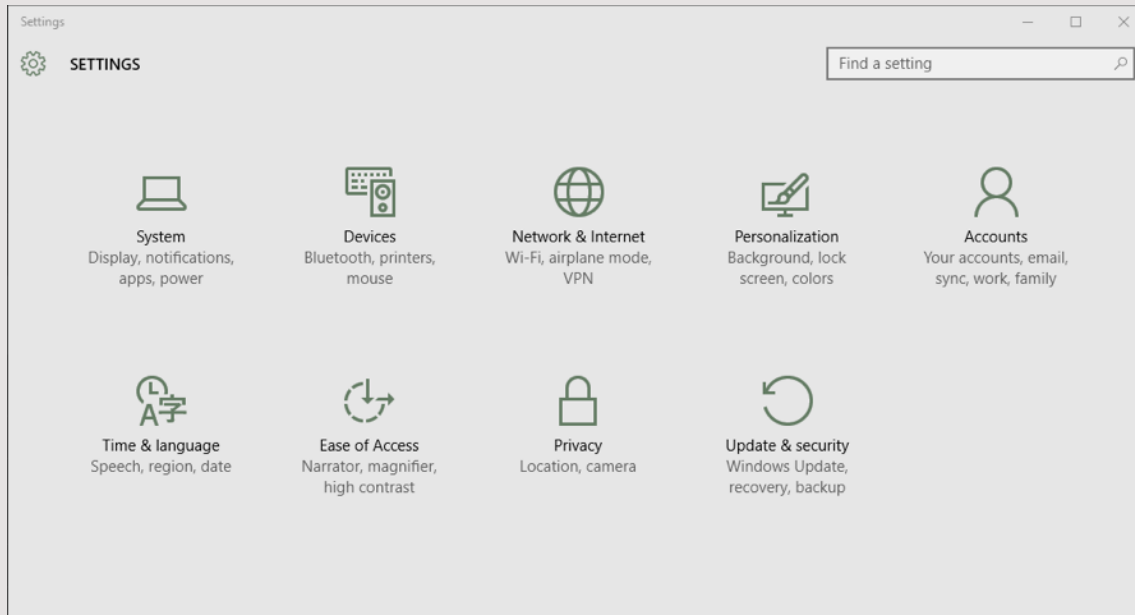 Settings
SETTINGS
Find a setting
System
Display, notifications,
apps, power
Devices
Bluetooth, printers,
mouse
Network & Internet
Wi-Fi, airplane mode,
VPN
Personalization
Background, lock
screen, colors
Accounts
Your accounts, email,
sync, work, family
Time & language
Speech, region, date
Ease of Access
Narrator, magnifier,
high contrast
Privacy
Location, camera
Update & security
Windows Update,
recovery, backup